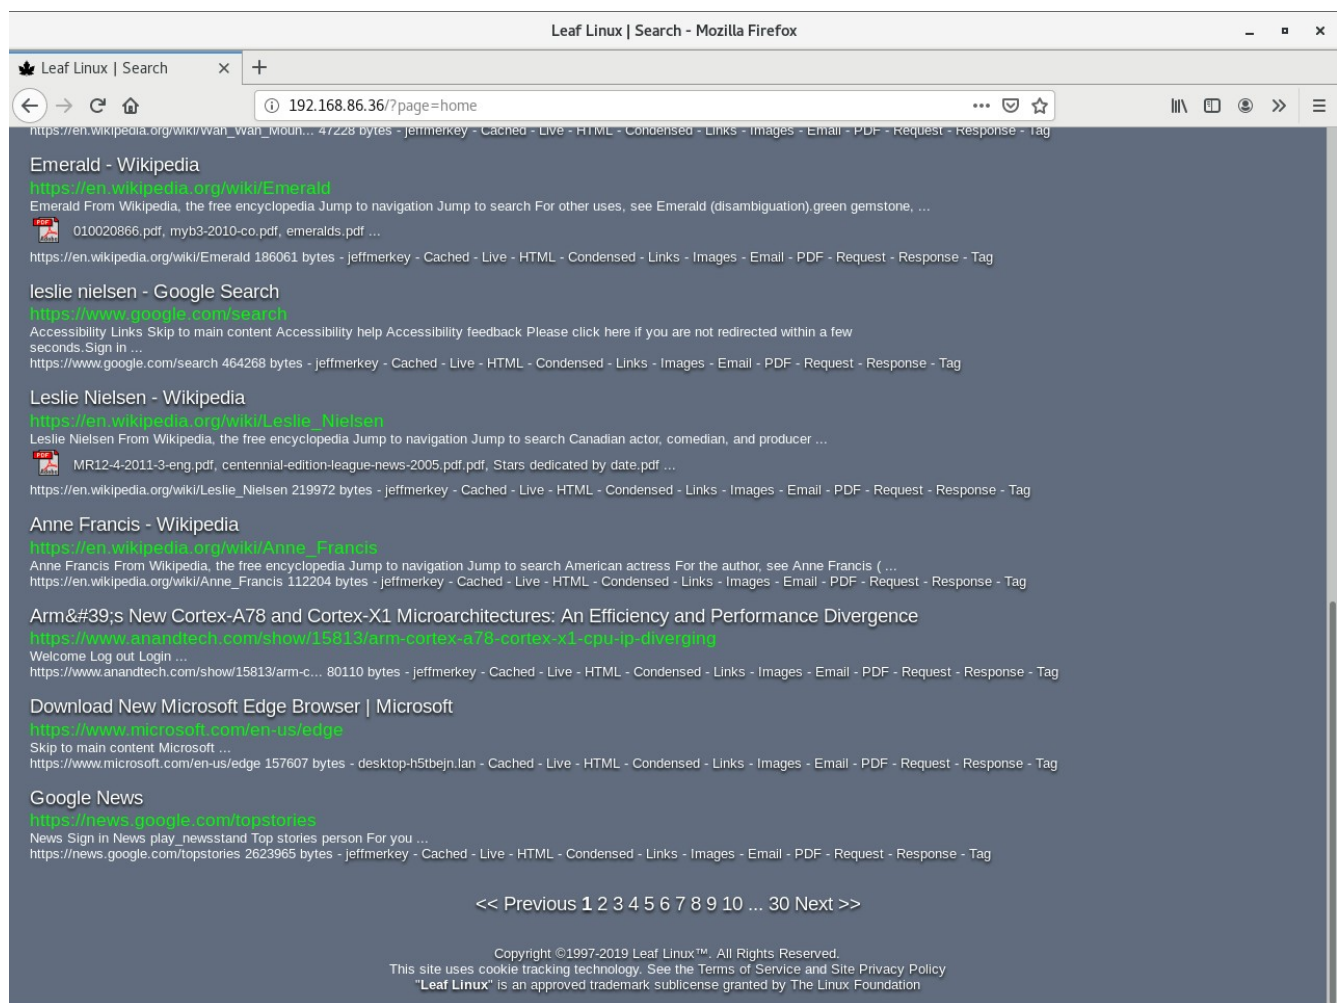 Leaf Linux | Search - Mozilla Firefox
Leaf Linux | Search
192.168.86.36/?page=home
https://en.wikipedia.org/wiki/Wah_Wah_Moun... 47228 bytes - jeffmerkey - Cached - Live - HTML - Condensed - Links - Images - Email - PDF - Request - Response - Tag
Emerald - Wikipedia
https://en.wikipedia.org/wiki/Emerald
Emerald From Wikipedia, the free encyclopedia Jump to navigation Jump to search For other uses, see Emerald (disambiguation).green gemstone, ...
010020866.pdf, myb3-2010-co.pdf, emeralds.pdf ...
https://en.wikipedia.org/wiki/Emerald 186061 bytes - jeffmerkey - Cached - Live - HTML - Condensed - Links - Images - Email - PDF - Request - Response - Tag
leslie nielsen - Google Search
https://www.google.com/search
Accessibility Links Skip to main content Accessibility help Accessibility feedback Please click here if you are not redirected within a few
seconds.Sign in ...
https://www.google.com/search 464268 bytes - jeffmerkey - Cached - Live - HTML - Condensed - Links - Images - Email - PDF - Request - Response - Tag
Leslie Nielsen - Wikipedia
https://en.wikipedia.org/wiki/Leslie_Nielsen
Leslie Nielsen From Wikipedia, the free encyclopedia Jump to navigation Jump to search Canadian actor, comedian, and producer ...
MR12-4-2011-3-eng.pdf, centennial-edition-league-news-2005.pdf.pdf, Stars dedicated by date.pdf ...
https://en.wikipedia.org/wiki/Leslie_Nielsen 219972 bytes - jeffmerkey - Cached - Live - HTML - Condensed - Links - Images - Email - PDF - Request - Response - Tag
Anne Francis - Wikipedia
https://en.wikipedia.org/wiki/Anne_Francis
Anne Francis From Wikipedia, the free encyclopedia Jump to navigation Jump to search American actress For the author, see Anne Francis ( ...
https://en.wikipedia.org/wiki/Anne_Francis 112204 bytes - jeffmerkey - Cached - Live - HTML - Condensed - Links - Images - Email - PDF - Request - Response - Tag
Arm&#39;s New Cortex-A78 and Cortex-X1 Microarchitectures: An Efficiency and Performance Divergence
https://www.anandtech.com/show/15813/arm-cortex-a78-cortex-x1-cpu-ip-diverging
Welcome Log out Login ...
https://www.anandtech.com/show/15813/arm-c... 80110 bytes - jeffmerkey - Cached - Live - HTML - Condensed - Links - Images - Email - PDF - Request - Response - Tag
Download New Microsoft Edge Browser | Microsoft
https://www.microsoft.com/en-us/edge
Skip to main content Microsoft ...
https://www.microsoft.com/en-us/edge 157607 bytes - desktop-h5tbejn.lan - Cached - Live - HTML - Condensed - Links - Images - Email - PDF - Request - Response - Tag
Google News
https://news.google.com/topstories
News Sign in News play_newsstand Top stories person For you ...
https://news.google.com/topstories 2623965 bytes - jeffmerkey - Cached - Live - HTML - Condensed - Links - Images - Email - PDF - Request - Response - Tag
<< Previous 1 2 3 4 5 6 7 8 9 10 ... 30 Next >>
Copyright ©1997-2019 Leaf Linux™. All Rights Reserved.
This site uses cookie tracking technology. See the Terms of Service and Site Privacy Policy
"Leaf Linux" is an approved trademark sublicense granted by The Linux Foundation